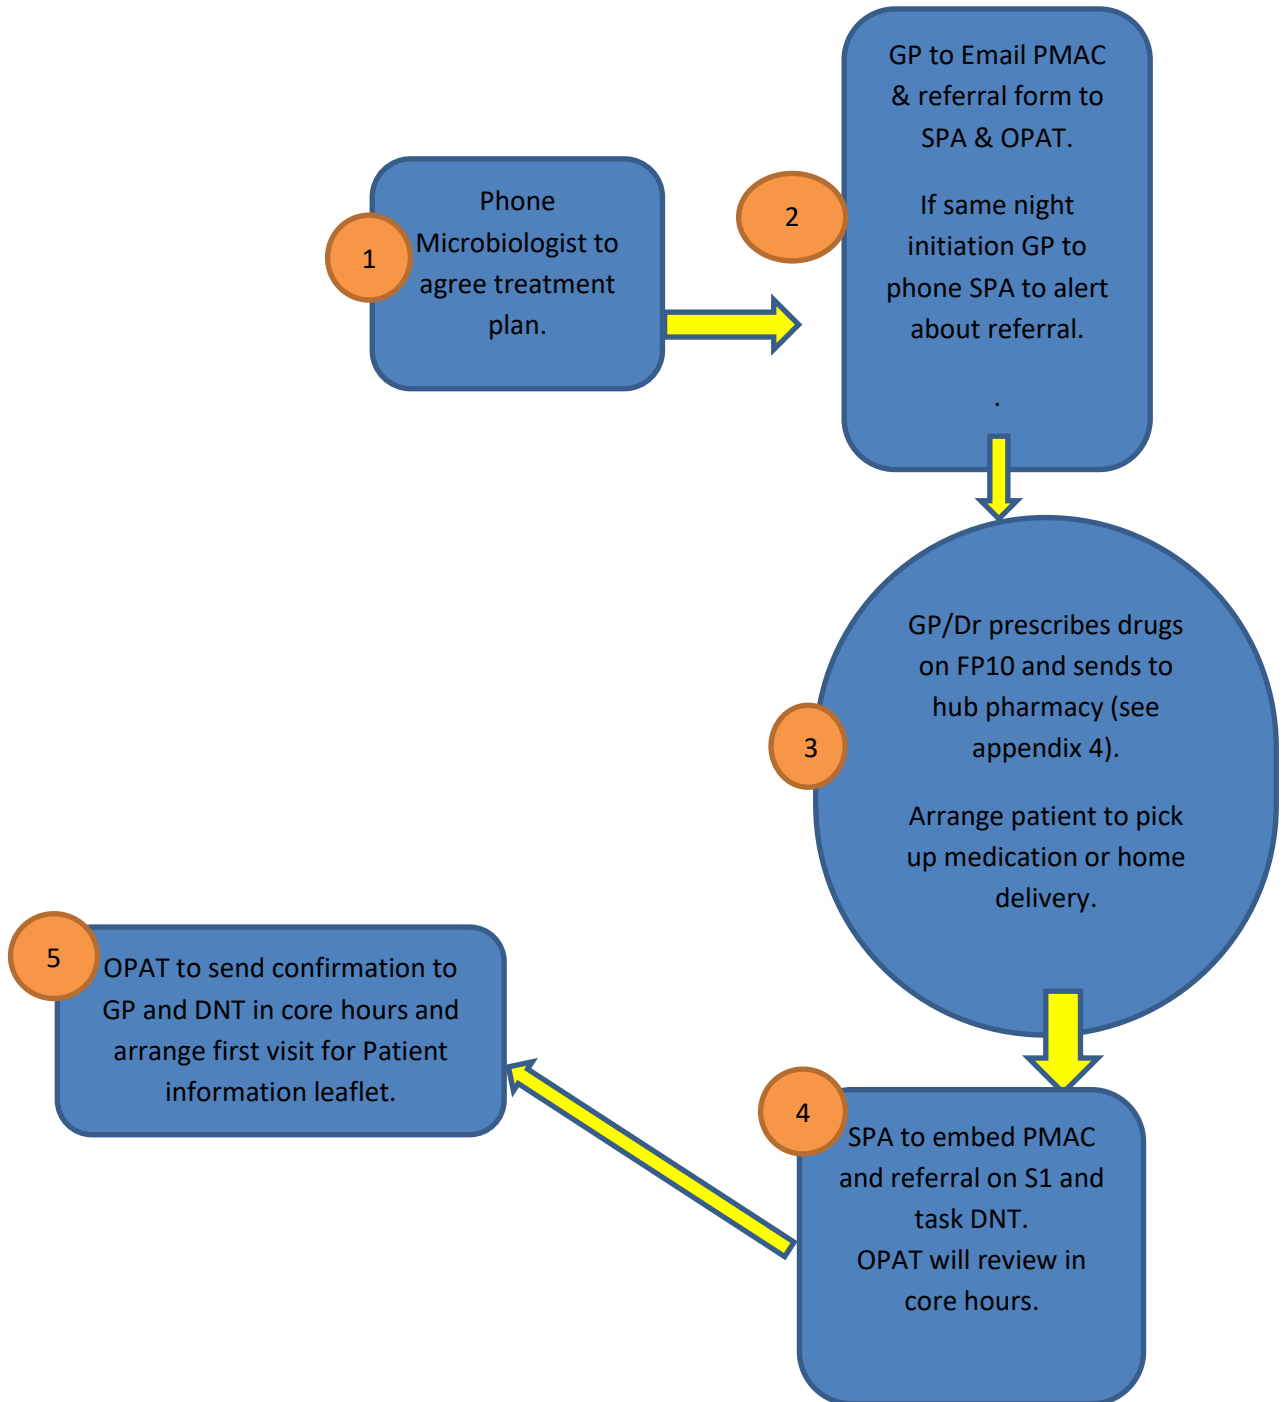 1
Phone
Microbiologist to
agree treatment
plan.
2
GP to Email PMAC
& referral form to
SPA & OPAT.
If same night
initiation GP to
phone SPA to alert
about referral.
.
3
GP/Dr prescribes drugs
on FP10 and sends to
hub pharmacy (see
appendix 4).
Arrange patient to pick
up medication or home
delivery.
4
SPA to embed PMAC
and referral on S1 and
task DNT.
OPAT will review in
core hours.
5
OPAT to send confirmation to
GP and DNT in core hours and
arrange first visit for Patient
information leaflet.